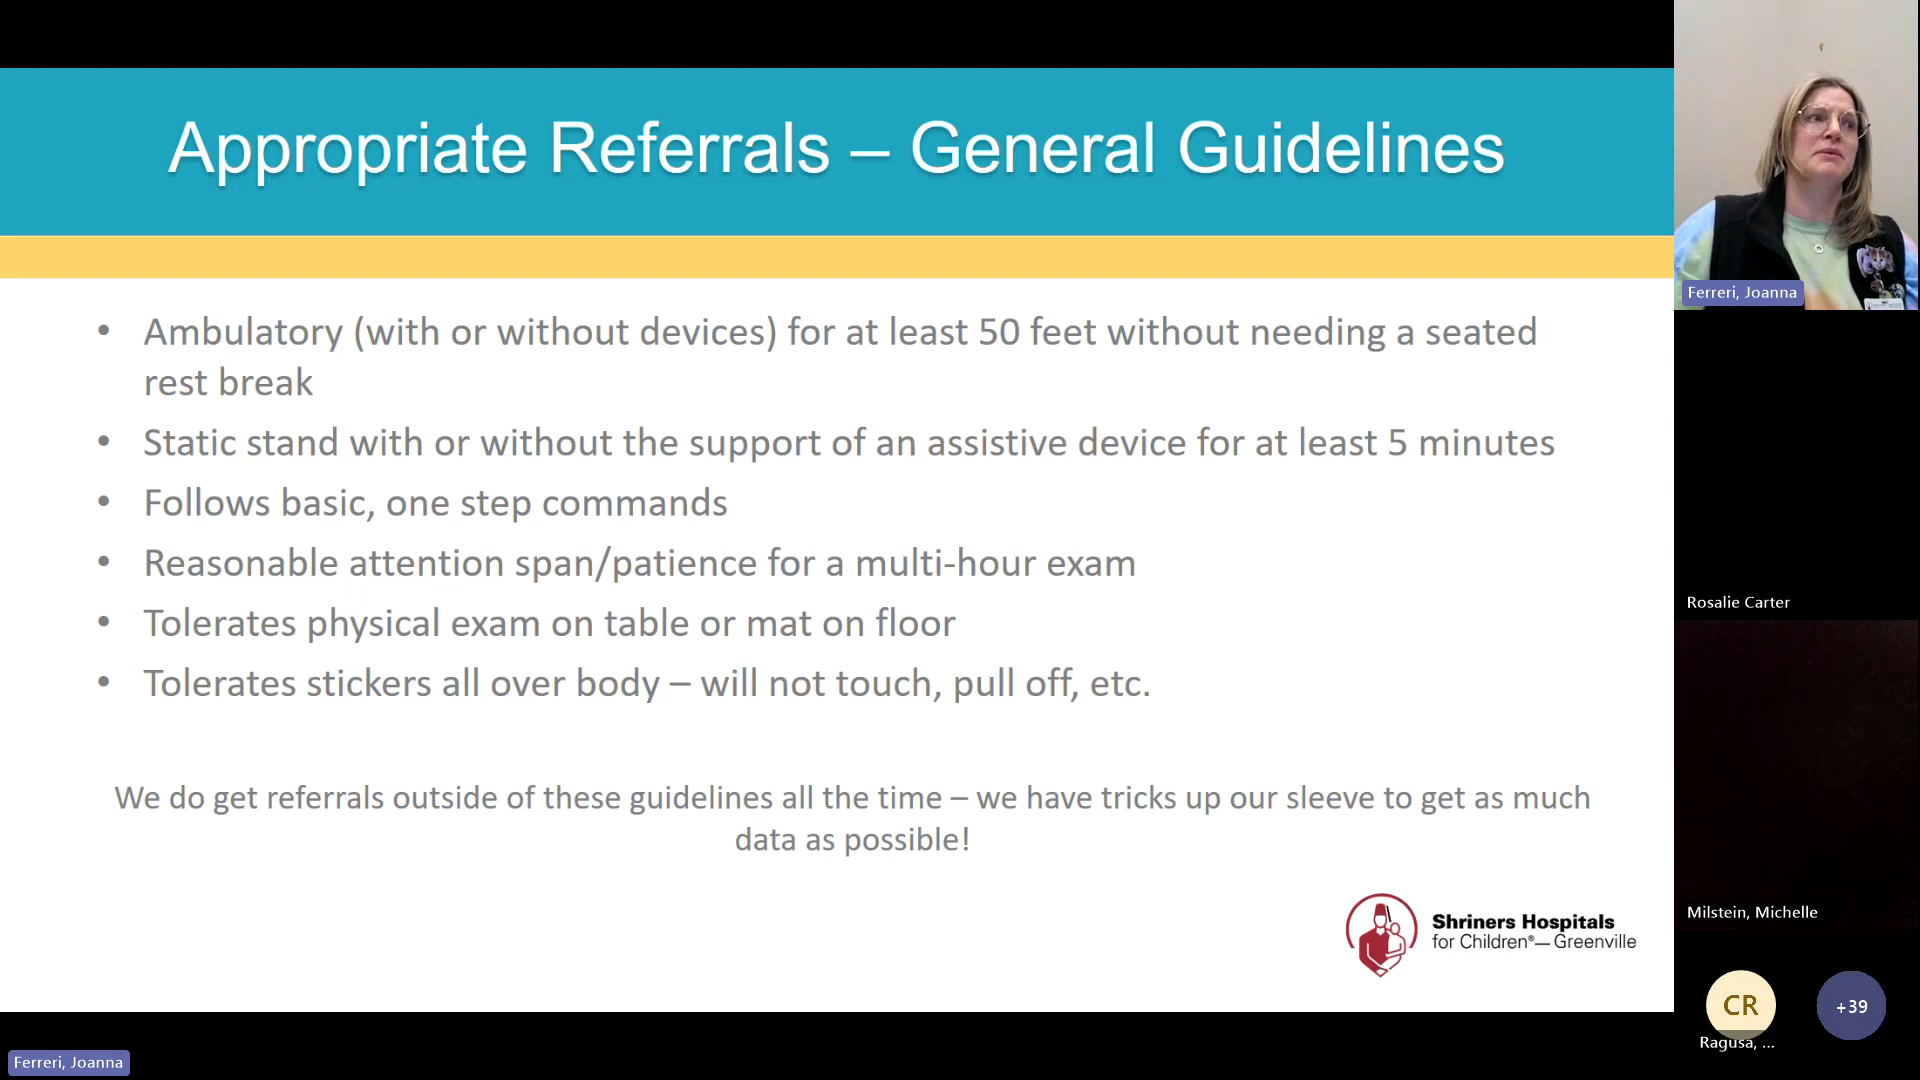 Appropriate Referrals – General Guidelines
• Ambulatory (with or without devices) for at least 50 feet without needing a seated
rest break
• Static stand with or without the support of an assistive device for at least 5 minutes
• Follows basic, one step commands
• Reasonable attention span/patience for a multi-hour exam
• Tolerates physical exam on table or mat on floor
• Tolerates stickers all over body – will not touch, pull off, etc.
We do get referrals outside of these guidelines all the time – we have tricks up our sleeve to get as much
data as possible!
Shriners Hospitals
for Children®— Greenville
Ferreri, Joanna
Ferreri, Joanna
Rosalie Carter
Milstein, Michelle
CR
+39
Ragusa, ...